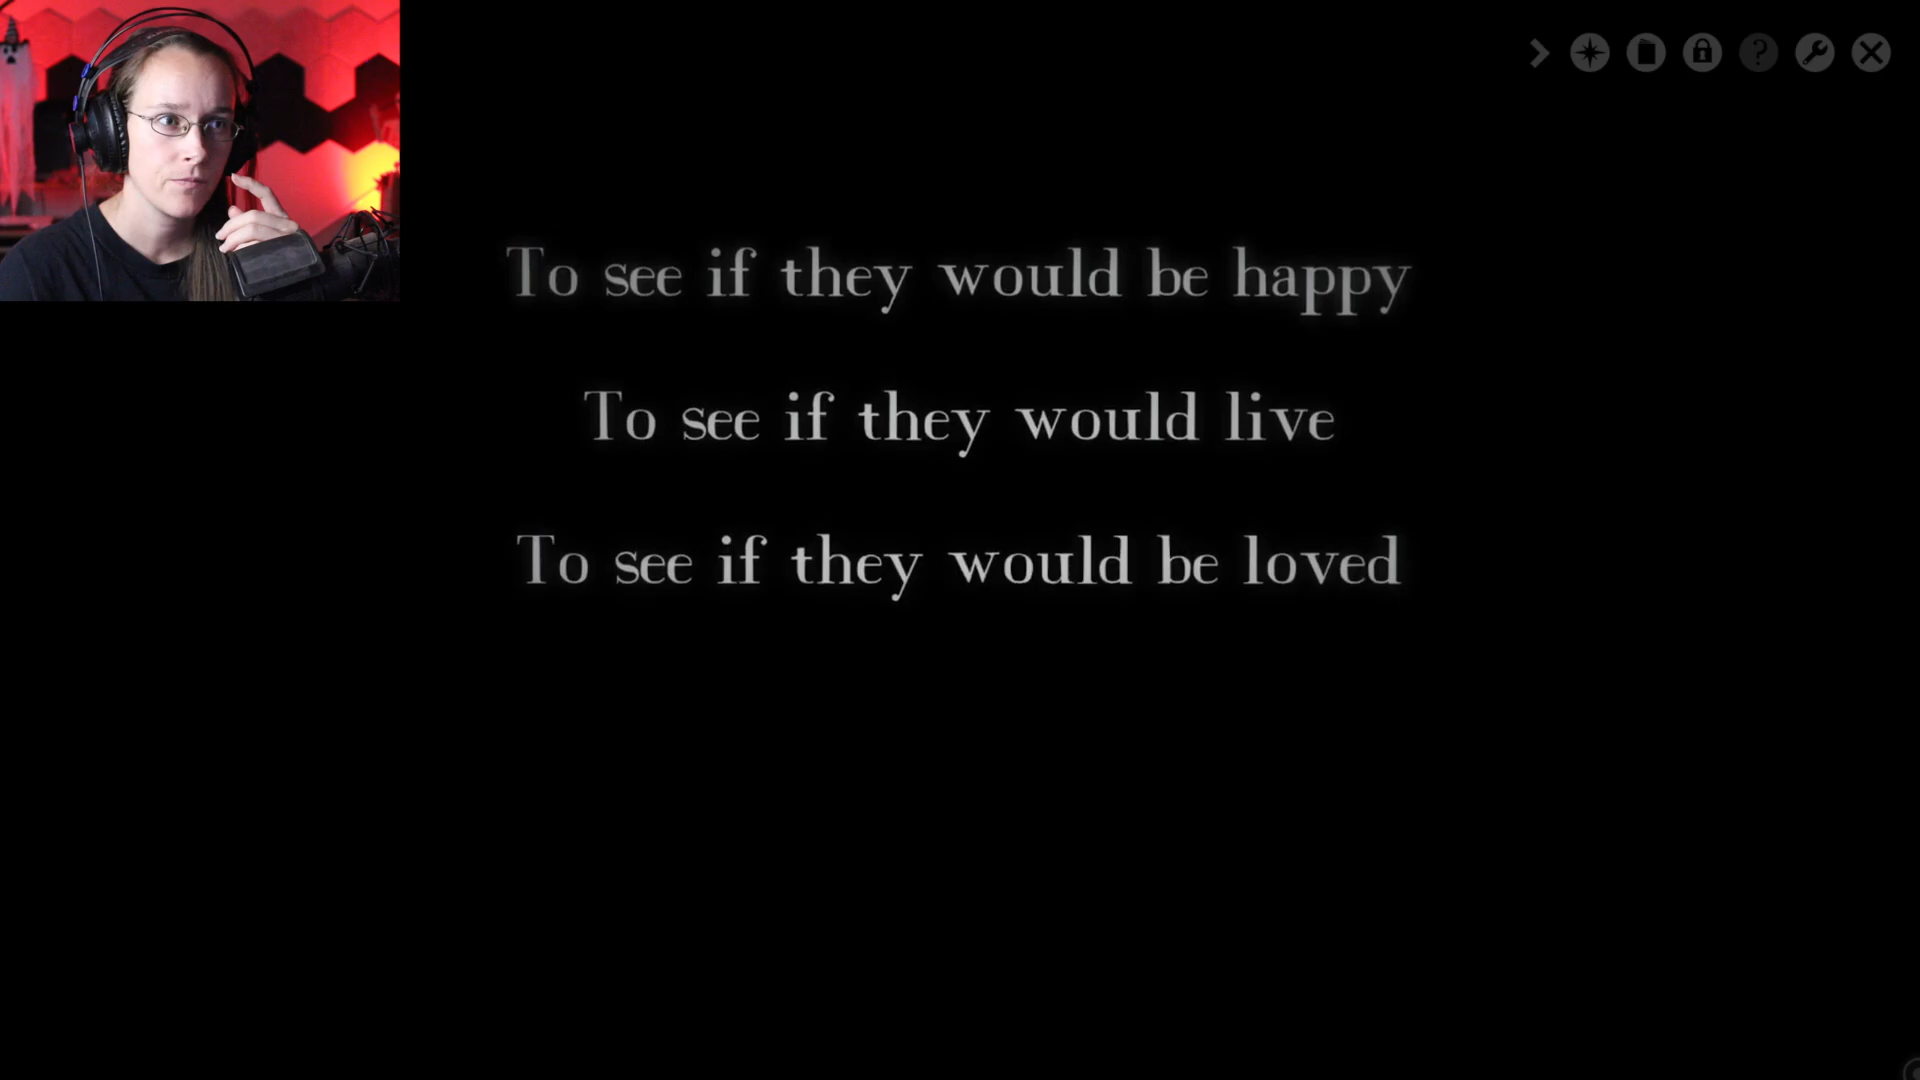 To see if they would be happy
To see if they would live
To see if they would be loved